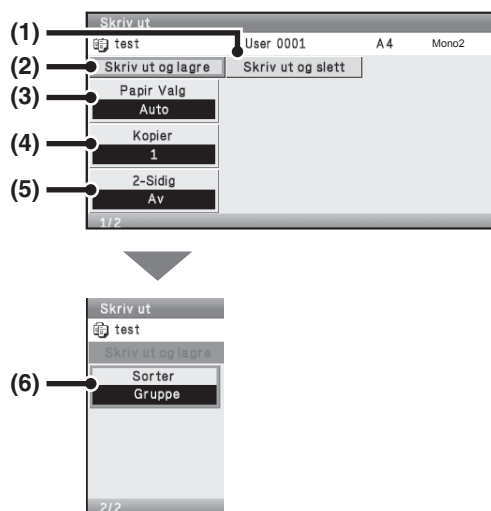 Skriv ut
(1)
test User 0001 A4 Mono2
(2) Skriv ut og lagre Skriv ut og slett
(3) Papir Valg
Auto
(4) Kopier
1
(5) 2-Sidig
Av
1/2
Skriv ut
test
Skriv ut og lagre
(6) Sorter
Gruppe
2/2